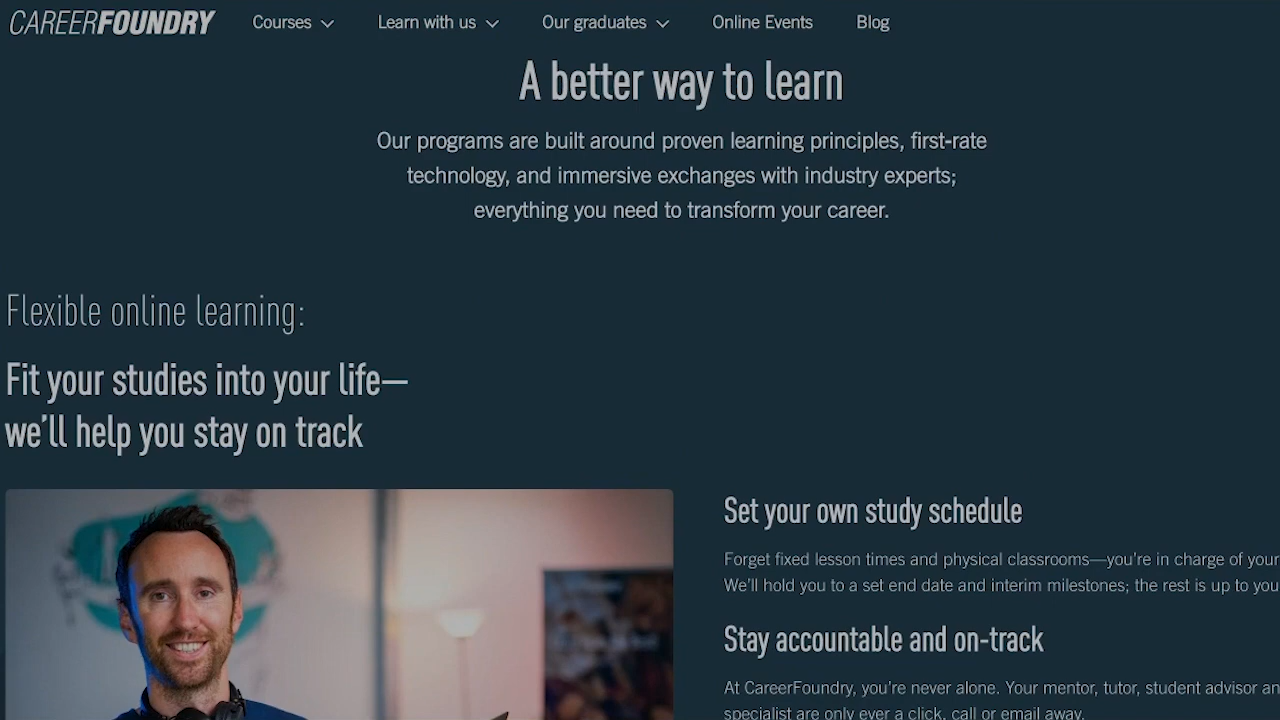 CAREERFOUNDRY Courses Learn with us Our graduates Online Events Blog
A better way to learn
Our programs are built around proven learning principles, first-rate
technology, and immersive exchanges with industry experts;
everything you need to transform your career.
Flexible online learning:
Fit your studies into your life—
we'll help you stay on track
Set your own study schedule
Forget fixed lesson times and physical classrooms—you're in charge of your
We'll hold you to a set end date and interim milestones; the rest is up to you
Stay accountable and on-track
At CareerFoundry, you're never alone. Your mentor, tutor, student advisor an
specialist are only ever a click, call or email away.